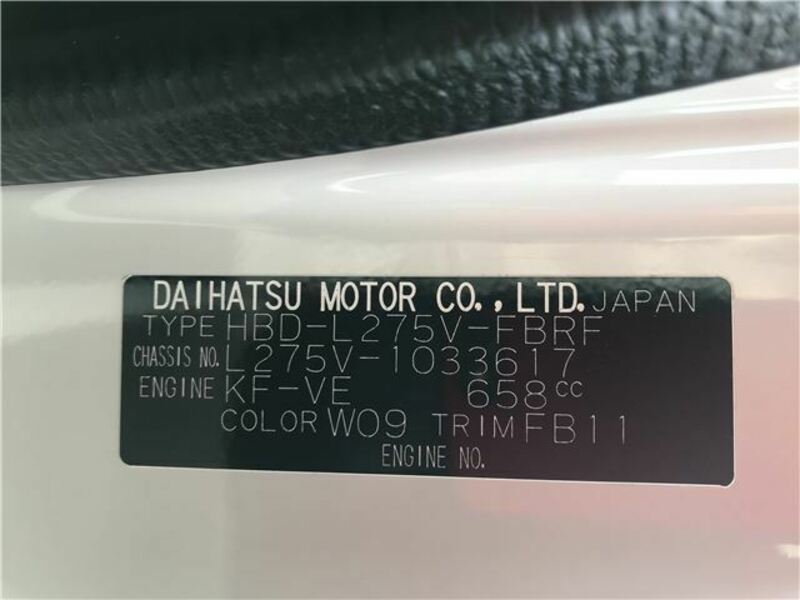 DAIHATSU MOTOR CO., LTD. JAPAN
TYPE HBD-L275V-FBRF
CHASSIS NO. L275V-1033617
ENGINE KF-VE 658cc
COLOR W09 TRIM FB11
ENGINE NO.